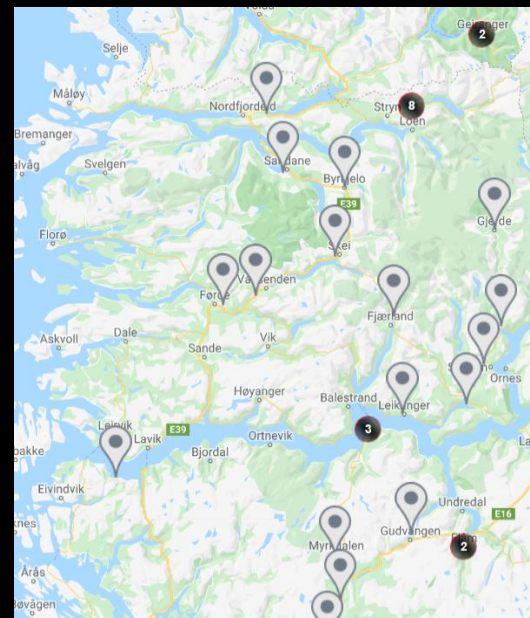 Geiranger
2
Selje
Måløy
Nordfjordeid
Stryn
8
Loen
Bremanger
Sandane
Svelgen
Byrkjelo
E39
Gjerde
Florø
Skei
Vassenden
Førde
Fjærland
Askvoll
Dale
Vik
Sande
Ornes
Høyanger
Balestrand
Leikanger
Leirvik
E39
3
Lavik
Ortnevik
Bjordal
Eivindvik
Undredal
E16
Gudvangen
Myrkdalen
2
Årås